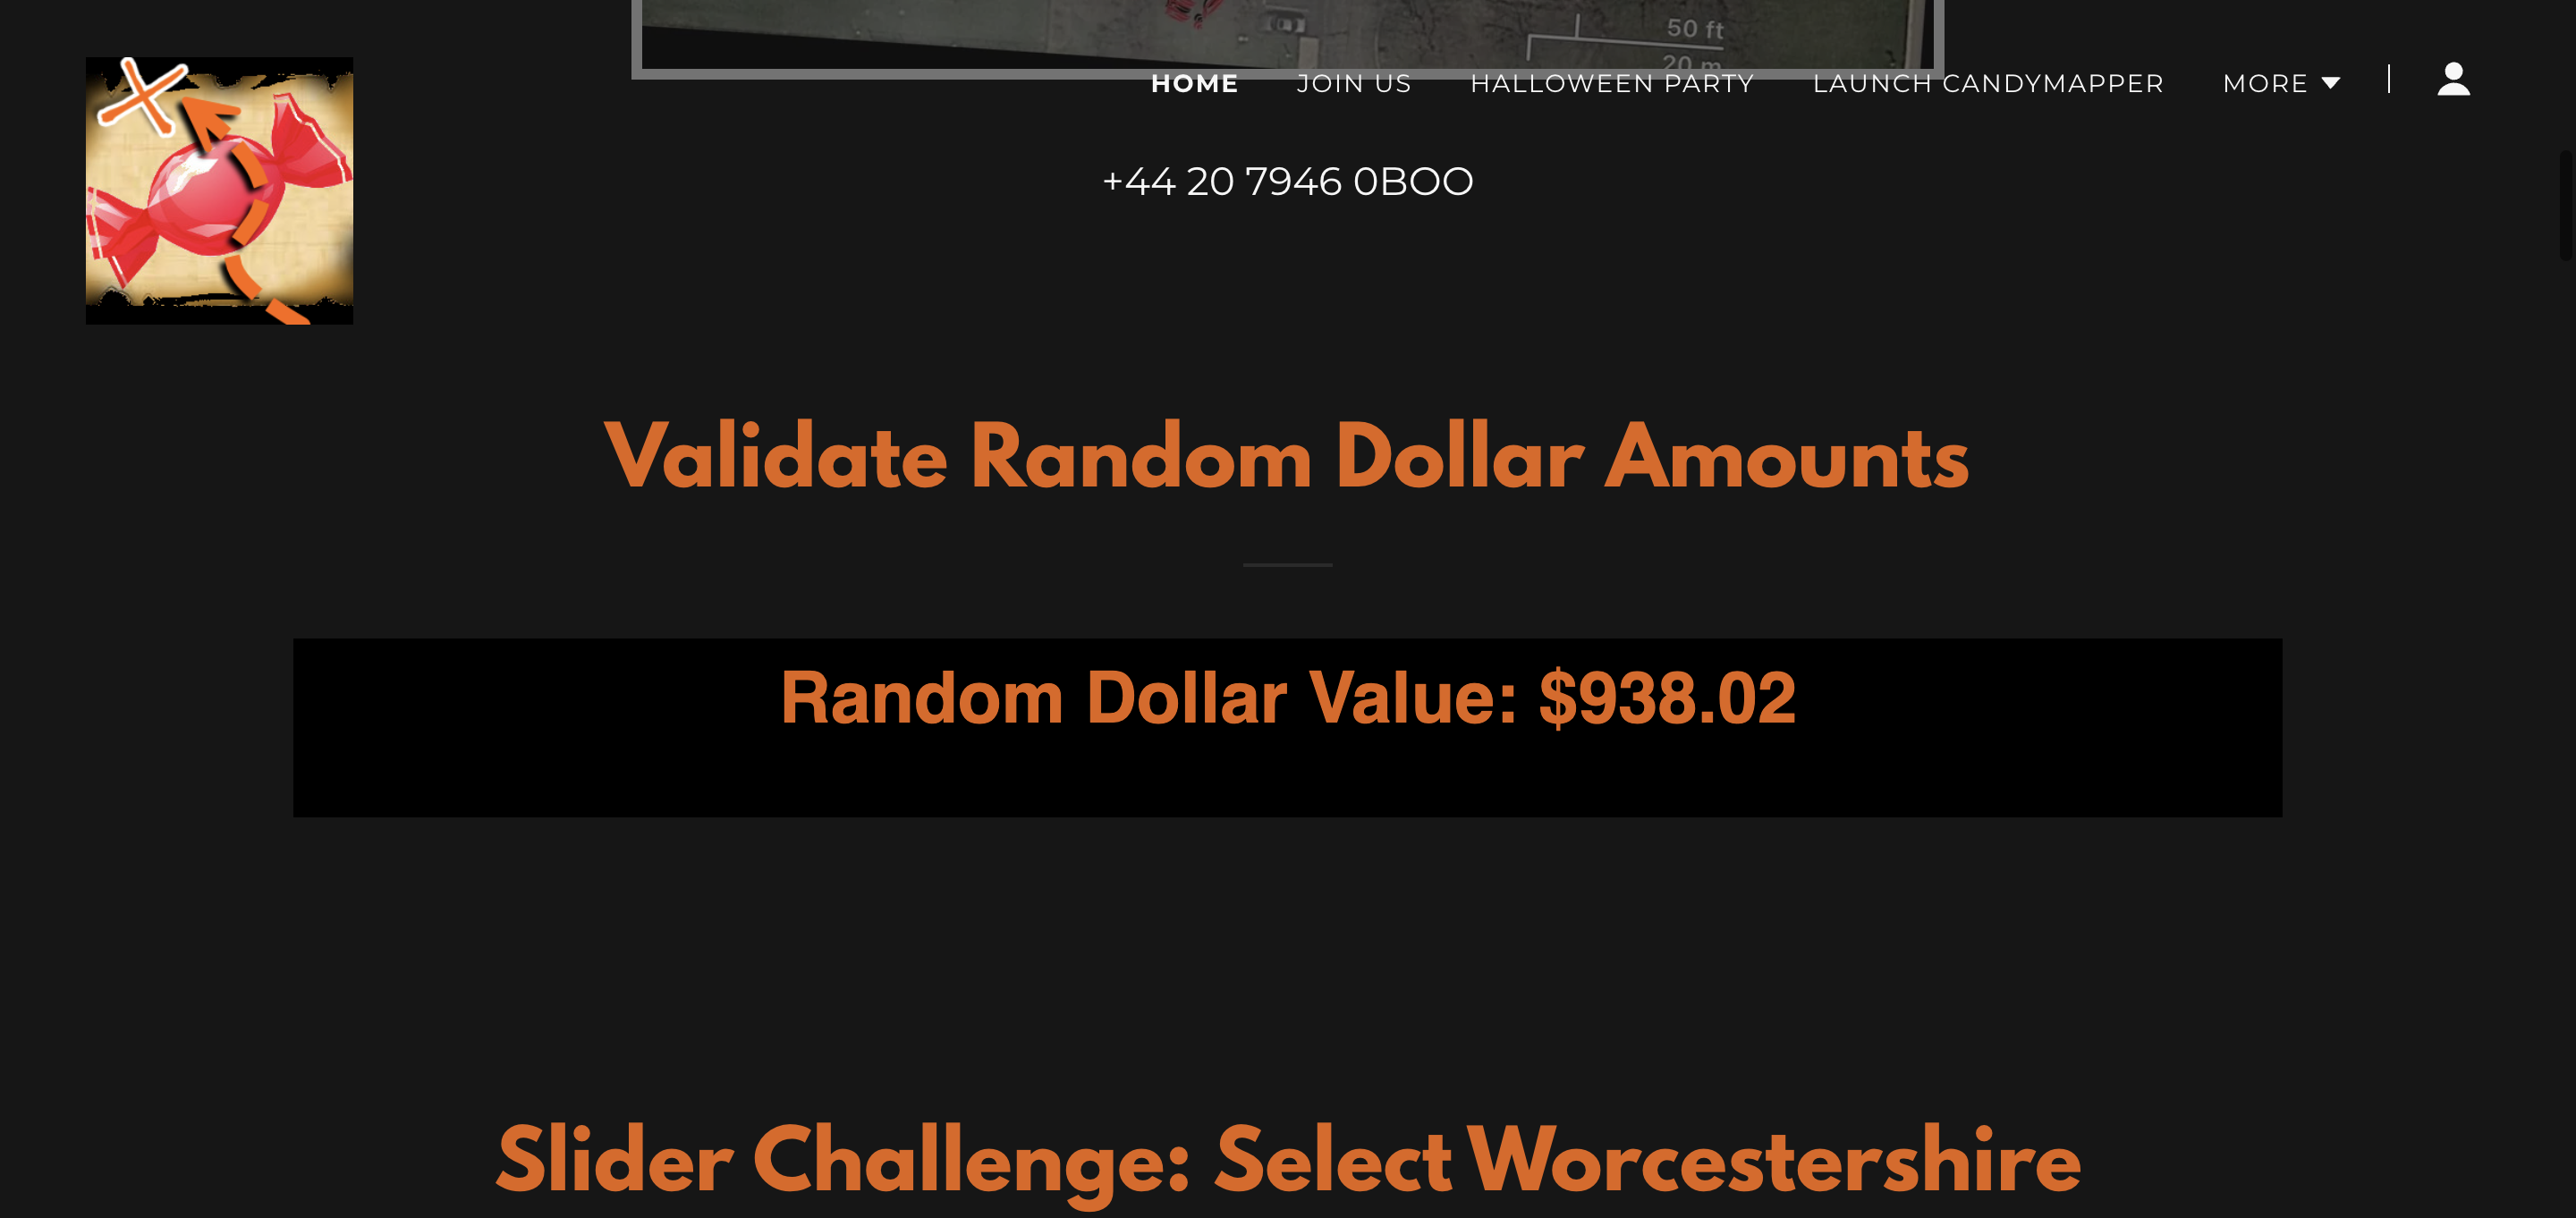 50 ft
20 m
HOME JOIN US HALLOWEEN PARTY LAUNCH CANDYMAPPER MORE
+44 20 7946 0BOO
Validate Random Dollar Amounts
Random Dollar Value: $938.02
Slider Challenge: Select Worcestershire